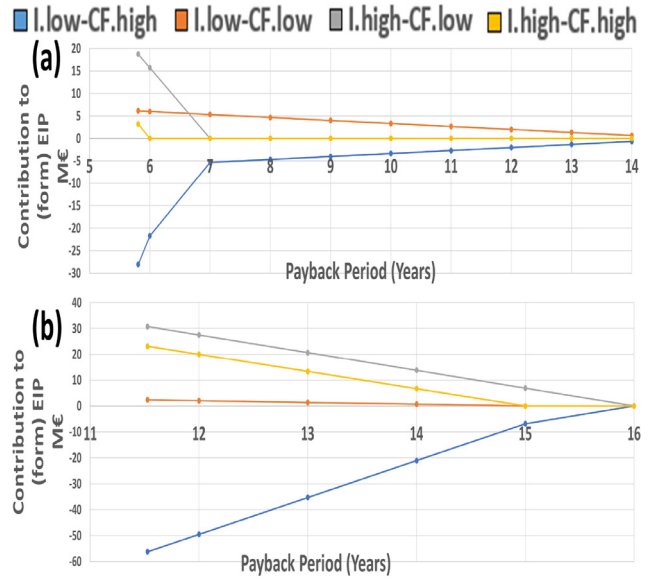 I.low-CF.high I.low-CF.low I.high-CF.low I.high-CF.high
(a)
Contribution to
(form) EIP
M€
20
15
10
5
0
-5
-10
-15
-20
-25
-30
5 6 7 8 9 10 11 12 13 14
Payback Period (Years)
(b)
Contribution to
(form) EIP
M€
40
30
20
10
0
-10
-20
-30
-40
-50
-60
11 12 13 14 15 16
Payback Period (Years)